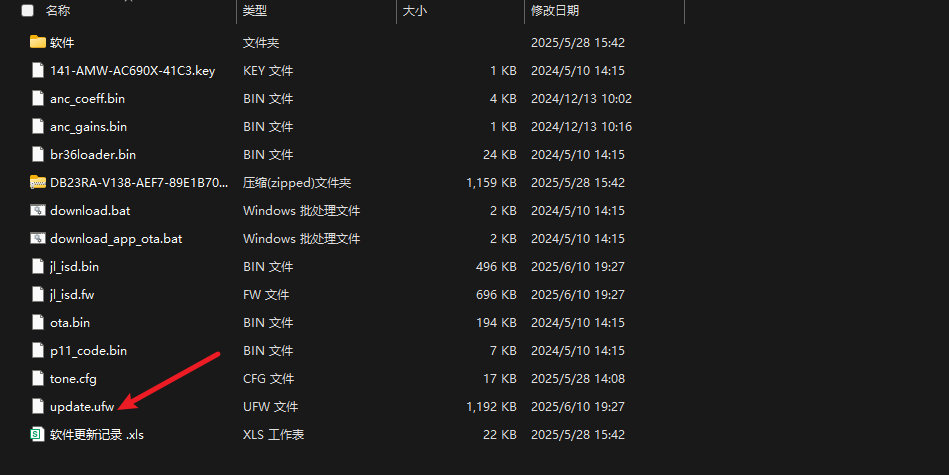 名称 类型 大小 修改日期
软件 文件夹 2025/5/28 15:42
141-AMW-AC690X-41C3.key KEY 文件 1 KB 2024/5/10 14:15
anc_coeff.bin BIN 文件 4 KB 2024/12/13 10:02
anc_gains.bin BIN 文件 1 KB 2024/12/13 10:16
br36loader.bin BIN 文件 24 KB 2024/5/10 14:15
DB23RA-V138-AEF7-89E1B70... 压缩(zipped)文件夹 1,159 KB 2025/5/28 15:42
download.bat Windows 批处理文件 2 KB 2024/5/10 14:15
download_app_ota.bat Windows 批处理文件 2 KB 2024/5/10 14:15
jl_isd.bin BIN 文件 496 KB 2025/6/10 19:27
jl_isd.fw FW 文件 696 KB 2025/6/10 19:27
ota.bin BIN 文件 194 KB 2024/5/10 14:15
p11_code.bin BIN 文件 7 KB 2024/5/10 14:15
tone.cfg CFG 文件 17 KB 2025/5/28 14:08
update.ufw UFW 文件 1,192 KB 2025/6/10 19:27
软件更新记录 .xls XLS 工作表 22 KB 2025/5/28 15:42